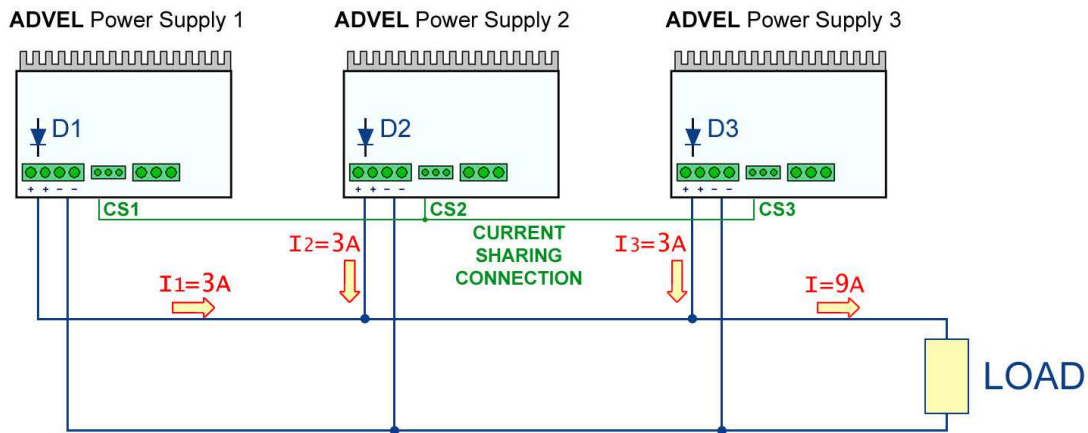 ADVEL Power Supply 1
ADVEL Power Supply 2
ADVEL Power Supply 3
D1
D2
D3
+ + − −
+ + − −
+ + − −
CS1
CS2
CS3
CURRENT
SHARING
CONNECTION
I1=3A
I2=3A
I3=3A
I=9A
LOAD